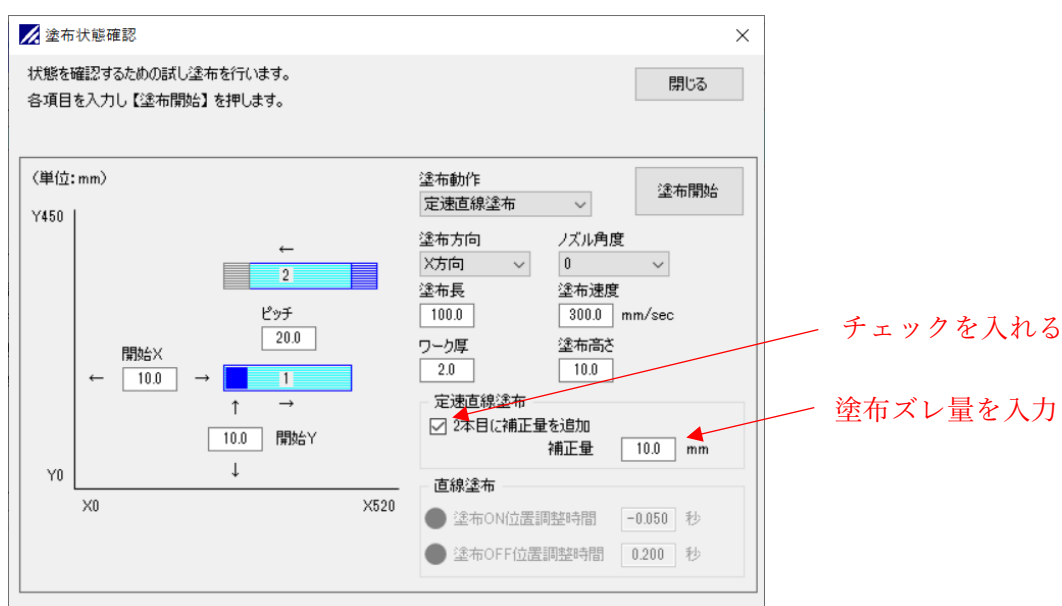 塗布状態確認
状態を確認するための試し塗布を行います。
各項目を入力し【塗布開始】を押します。
閉じる
(単位:mm)
Y450
←
2
ピッチ
20.0
開始X
← 10.0 →
1
↑ →
10.0 開始Y
↓
Y0
X0 X520
塗布動作
定速直線塗布
塗布開始
塗布方向 ノズル角度
X方向 0
塗布長 塗布速度
100.0 300.0 mm/sec
ワーク厚 塗布高さ
2.0 10.0
定速直線塗布
2本目に補正量を追加
補正量 10.0 mm
直線塗布
塗布ON位置調整時間 -0.050 秒
塗布OFF位置調整時間 0.200 秒
チェックを入れる
塗布ズレ量を入力